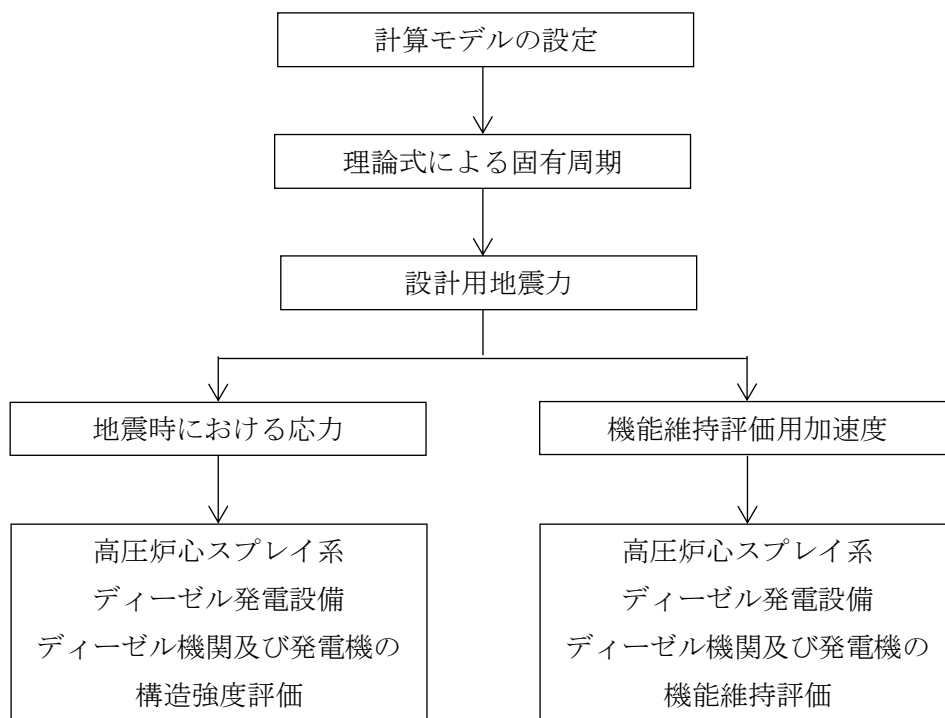 計算モデルの設定
理論式による固有周期
設計用地震力
地震時における応力
機能維持評価用加速度
高圧炉心スプレイ系
ディーゼル発電設備
ディーゼル機関及び発電機の
構造強度評価
高圧炉心スプレイ系
ディーゼル発電設備
ディーゼル機関及び発電機の
機能維持評価